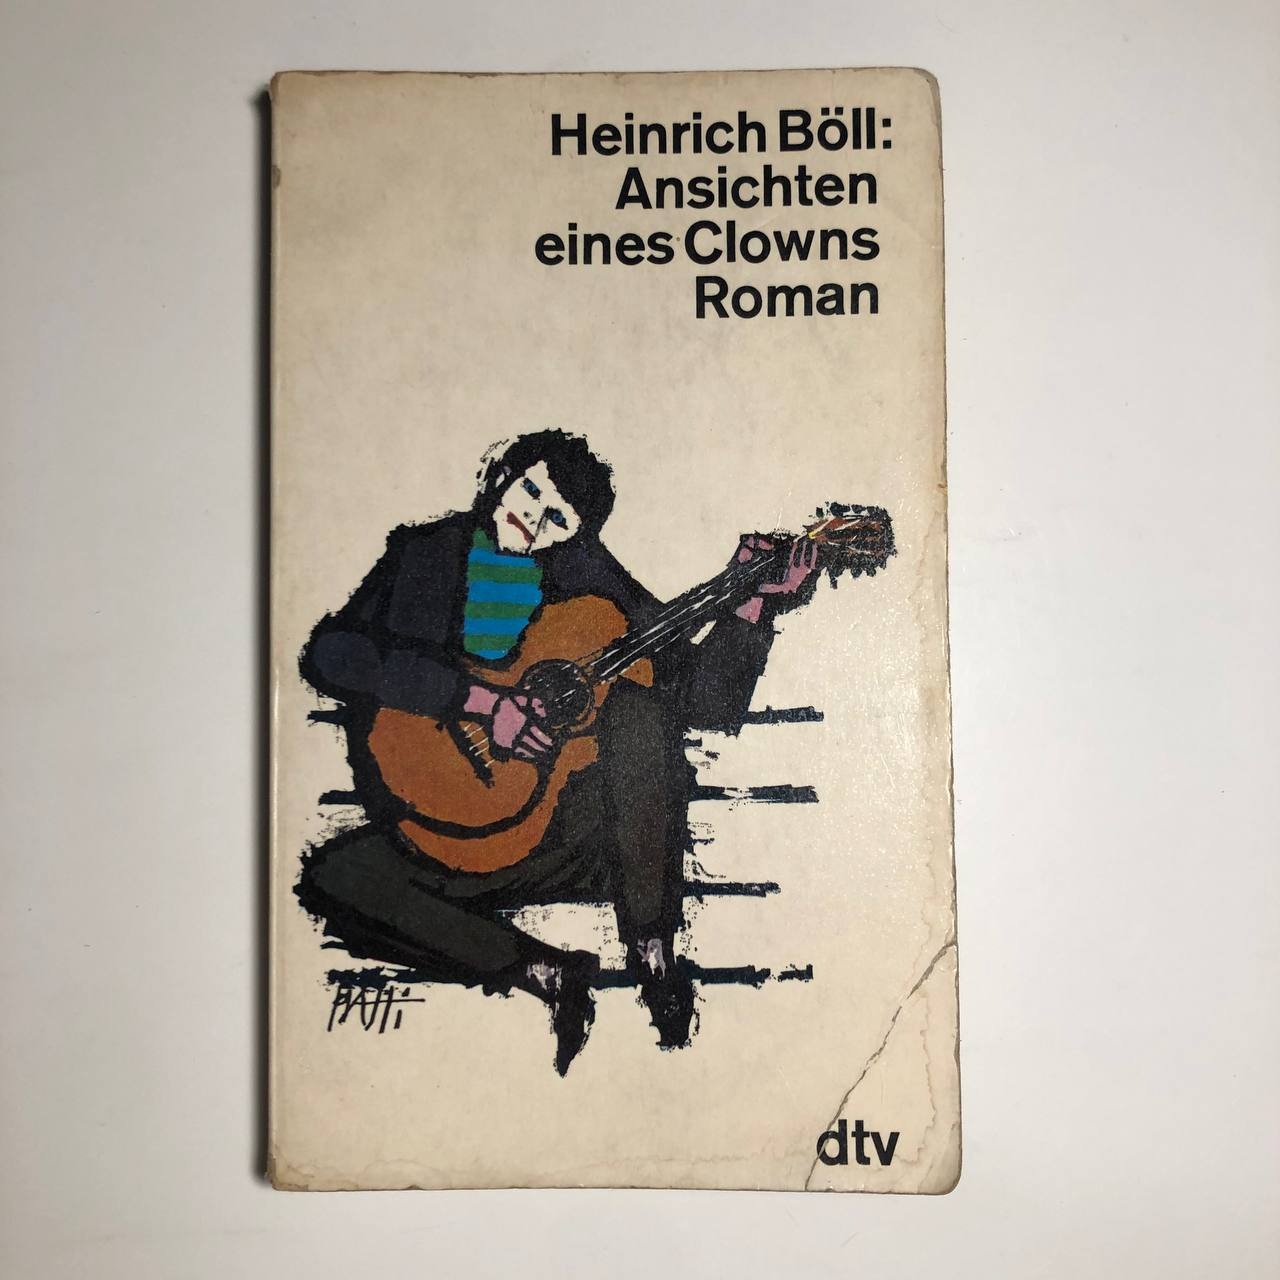 Heinrich Böll:
Ansichten
eines Clowns
Roman
dtv